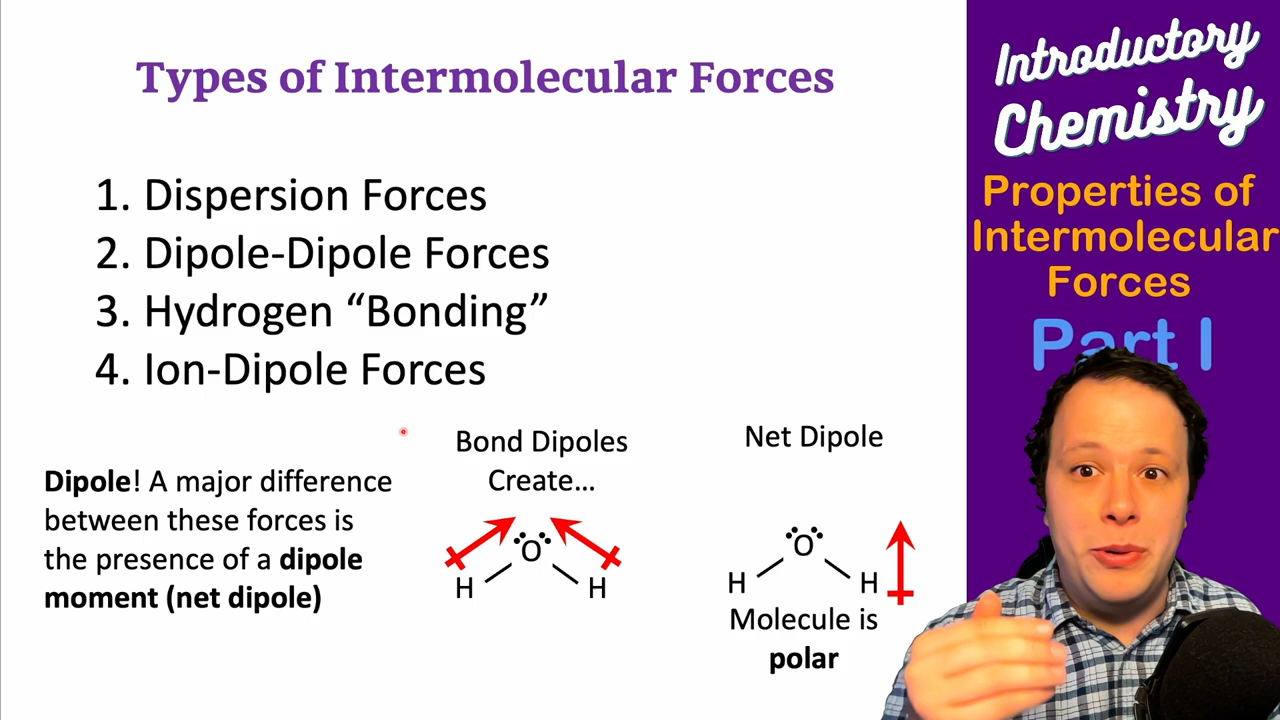 Types of Intermolecular Forces
1. Dispersion Forces
2. Dipole-Dipole Forces
3. Hydrogen “Bonding”
4. Ion-Dipole Forces
Dipole! A major difference
between these forces is
the presence of a dipole
moment (net dipole)
Bond Dipoles
Create...
O
H H
Net Dipole
O
H H
Molecule is
polar
Introductory
Chemistry
Properties of
Intermolecular
Forces
Part I